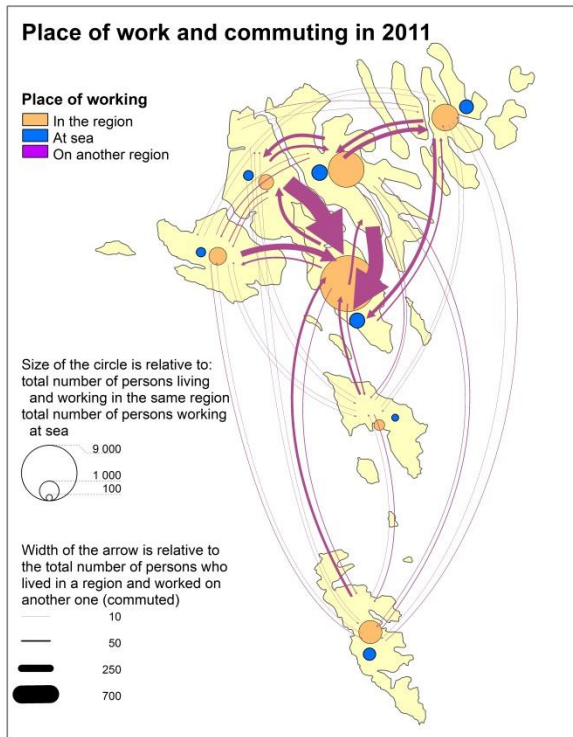 Place of work and commuting in 2011
Place of working
In the region
At sea
On another region
Size of the circle is relative to:
total number of persons living
and working in the same region
total number of persons working
at sea
9 000
1 000
100
Width of the arrow is relative to
the total number of persons who
lived in a region and worked on
another one (commuted)
10
50
250
700